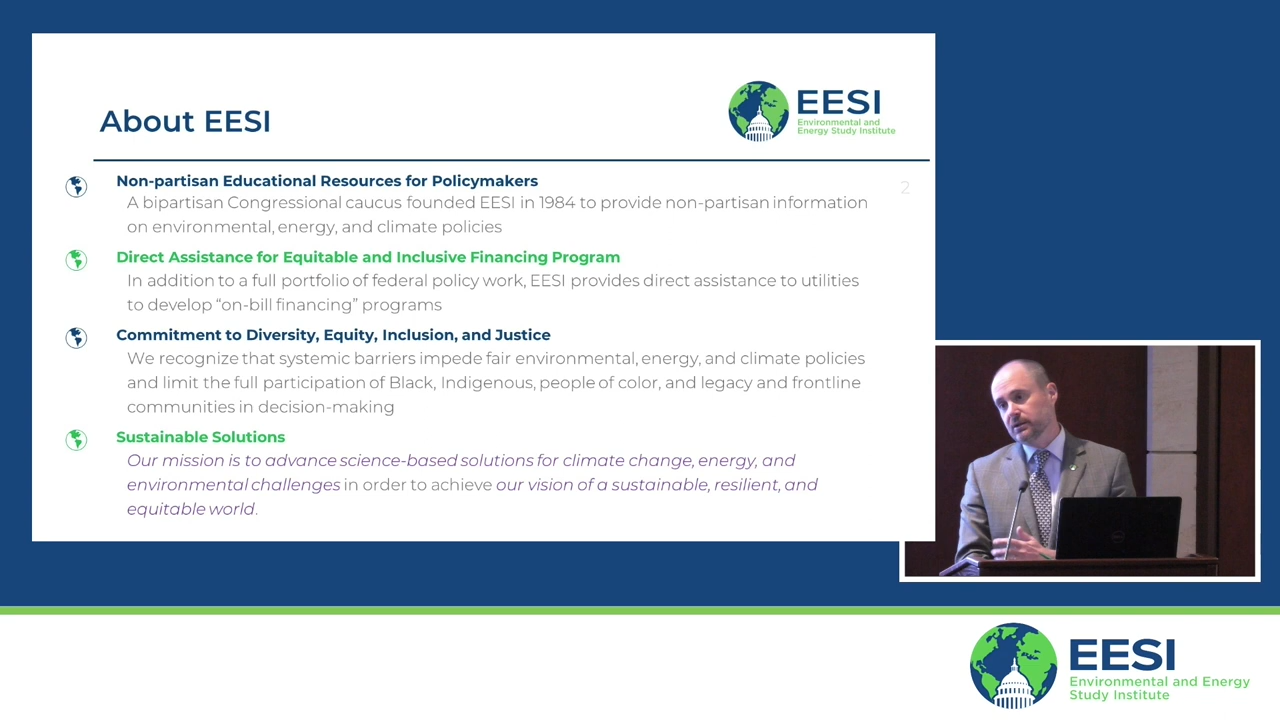 About EESI
EESI
Environmental and
Energy Study Institute
2
Non-partisan Educational Resources for Policymakers
A bipartisan Congressional caucus founded EESI in 1984 to provide non-partisan information
on environmental, energy, and climate policies
Direct Assistance for Equitable and Inclusive Financing Program
In addition to a full portfolio of federal policy work, EESI provides direct assistance to utilities
to develop “on-bill financing” programs
Commitment to Diversity, Equity, Inclusion, and Justice
We recognize that systemic barriers impede fair environmental, energy, and climate policies
and limit the full participation of Black, Indigenous, people of color, and legacy and frontline
communities in decision-making
Sustainable Solutions
Our mission is to advance science-based solutions for climate change, energy, and
environmental challenges in order to achieve our vision of a sustainable, resilient, and
equitable world.
EESI
Environmental and Energy
Study Institute